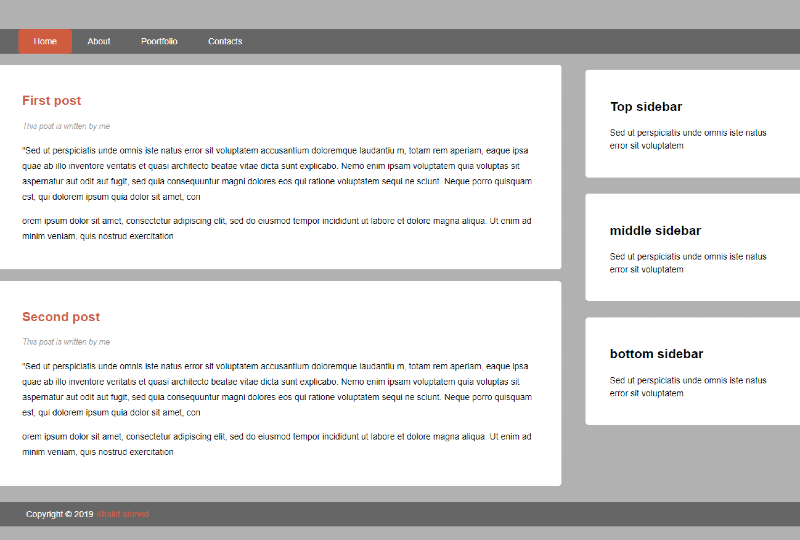 Home About Poortfolio Contacts
First post
This post is written by me
"Sed ut perspiciatis unde omnis iste natus error sit voluptatem accusantium doloremque laudantiu m, totam rem aperiam, eaque ipsa
quae ab illo inventore veritatis et quasi architecto beatae vitae dicta sunt explicabo. Nemo enim ipsam voluptatem quia voluptas sit
aspernatur aut odit aut fugit, sed quia consequuntur magni dolores eos qui ratione voluptatem sequi ne sciunt. Neque porro quisquam
est, qui dolorem ipsum quia dolor sit amet, con
orem ipsum dolor sit amet, consectetur adipiscing elit, sed do eiusmod tempor incididunt ut labore et dolore magna aliqua. Ut enim ad
minim veniam, quis nostrud exercitation
Second post
This post is written by me
"Sed ut perspiciatis unde omnis iste natus error sit voluptatem accusantium doloremque laudantiu m, totam rem aperiam, eaque ipsa
quae ab illo inventore veritatis et quasi architecto beatae vitae dicta sunt explicabo. Nemo enim ipsam voluptatem quia voluptas sit
aspernatur aut odit aut fugit, sed quia consequuntur magni dolores eos qui ratione voluptatem sequi ne sciunt. Neque porro quisquam
est, qui dolorem ipsum quia dolor sit amet, con
orem ipsum dolor sit amet, consectetur adipiscing elit, sed do eiusmod tempor incididunt ut labore et dolore magna aliqua. Ut enim ad
minim veniam, quis nostrud exercitation
Top sidebar
Sed ut perspiciatis unde omnis iste natus
error sit voluptatem
middle sidebar
Sed ut perspiciatis unde omnis iste natus
error sit voluptatem
bottom sidebar
Sed ut perspiciatis unde omnis iste natus
error sit voluptatem
Copyright © 2019 Khalid ahmed